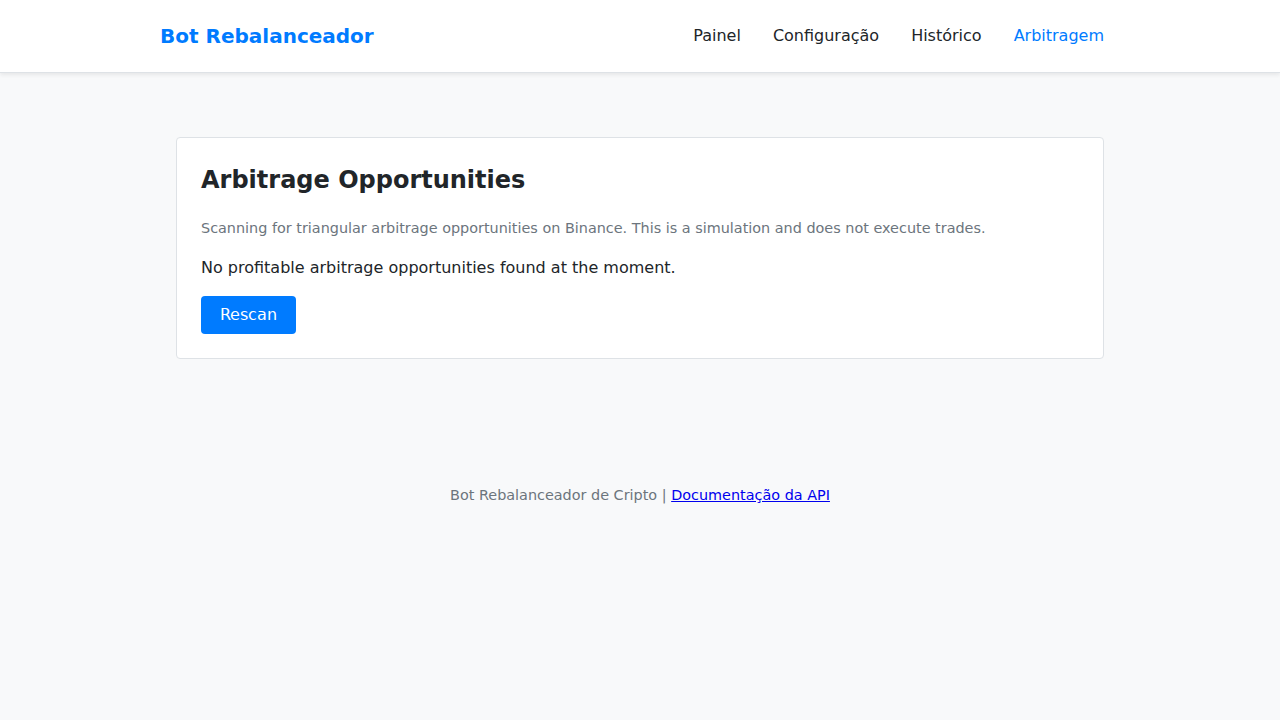 Bot Rebalanceador
Painel Configuração Histórico Arbitragem
Arbitrage Opportunities
Scanning for triangular arbitrage opportunities on Binance. This is a simulation and does not execute trades.
No profitable arbitrage opportunities found at the moment.
Rescan
Bot Rebalanceador de Cripto | Documentação da API